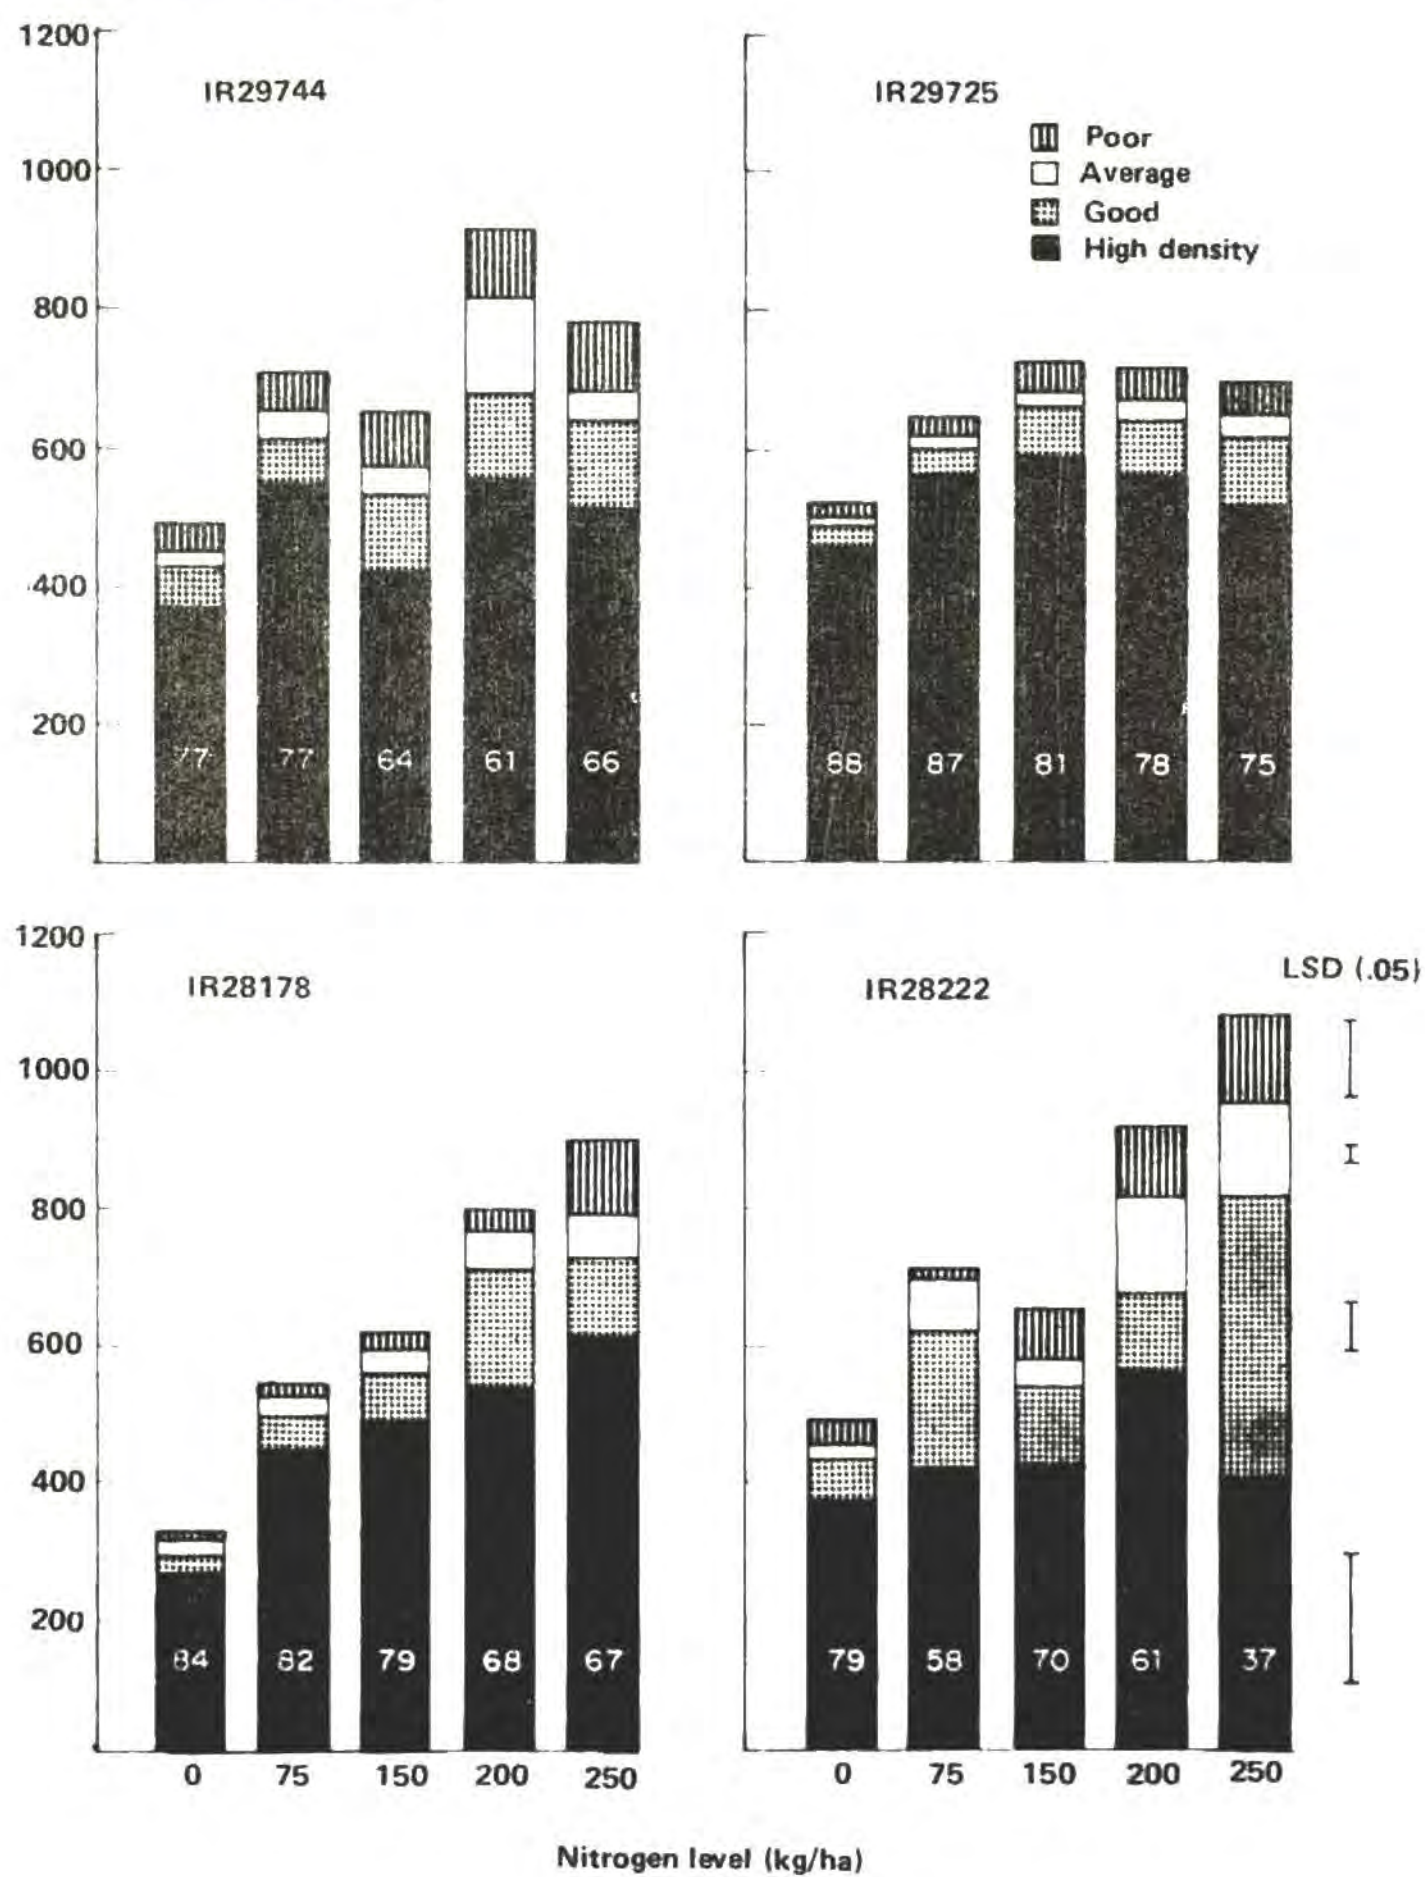 1200
IR29744
1000
800
600
400
200
77 77 64 61 66
IR29725
Poor
Average
Good
High density
88 87 81 78 75
1200
IR28178
1000
800
600
400
200
84 82 79 68 67
0 75 150 200 250
IR28222
LSD (.05)
79 58 70 61 37
0 75 150 200 250
Nitrogen level (kg/ha)